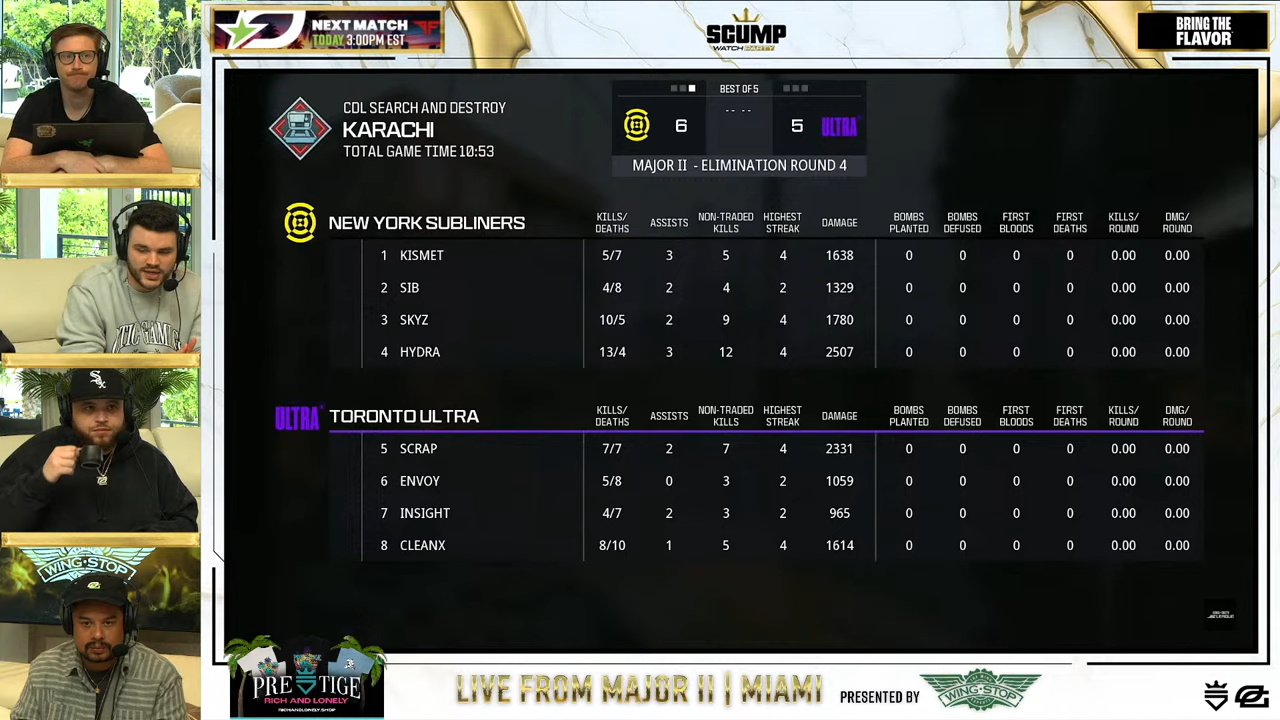 NEXT MATCH
TODAY 3:00PM EST
SCUMP
WATCH PARTY
BRING THE
FLAVOR
CDL SEARCH AND DESTROY
KARACHI
TOTAL GAME TIME 10:53
BEST OF 5
6 -- -- 5 ULTRA
MAJOR II - ELIMINATION ROUND 4
NEW YORK SUBLINERS
KILLS/ DEATHS ASSISTS NON-TRADED KILLS HIGHEST STREAK DAMAGE BOMBS PLANTED BOMBS DEFUSED FIRST BLOODS FIRST DEATHS KILLS/ ROUND DMG/ ROUND
1 KISMET 5/7 3 5 4 1638 0 0 0 0 0.00 0.00
2 SIB 4/8 2 4 2 1329 0 0 0 0 0.00 0.00
3 SKYZ 10/5 2 9 4 1780 0 0 0 0 0.00 0.00
4 HYDRA 13/4 3 12 4 2507 0 0 0 0 0.00 0.00
ULTRA TORONTO ULTRA
KILLS/ DEATHS ASSISTS NON-TRADED KILLS HIGHEST STREAK DAMAGE BOMBS PLANTED BOMBS DEFUSED FIRST BLOODS FIRST DEATHS KILLS/ ROUND DMG/ ROUND
5 SCRAP 7/7 2 7 4 2331 0 0 0 0 0.00 0.00
6 ENVOY 5/8 0 3 2 1059 0 0 0 0 0.00 0.00
7 INSIGHT 4/7 2 3 2 965 0 0 0 0 0.00 0.00
8 CLEANX 8/10 1 5 4 1614 0 0 0 0 0.00 0.00
WING STOP
PRESTIGE
RICH AND LONELY
RICHANDLONELY.SHOP
LIVE FROM MAJOR II | MIAMI
PRESENTED BY
WINGSTOP